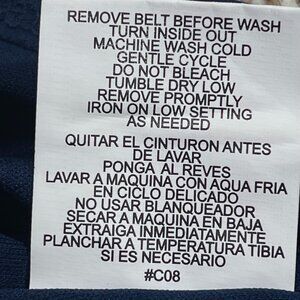 REMOVE BELT BEFORE WASH
TURN INSIDE OUT
MACHINE WASH COLD
GENTLE CYCLE
DO NOT BLEACH
TUMBLE DRY LOW
REMOVE PROMPTLY
IRON ON LOW SETTING
AS NEEDED
QUITAR EL CINTURON ANTES
DE LAVAR
PONGA AL REVES
LAVAR A MAQUINA CON AQUA FRIA
EN CICLO DELICADO
NO USAR BLANQUEADOR
SECAR A MAQUINA EN BAJA
EXTRAIGA INMEDIATAMENTE
PLANCHAR A TEMPERATURA TIBIA
SI ES NECESARIO
#C08